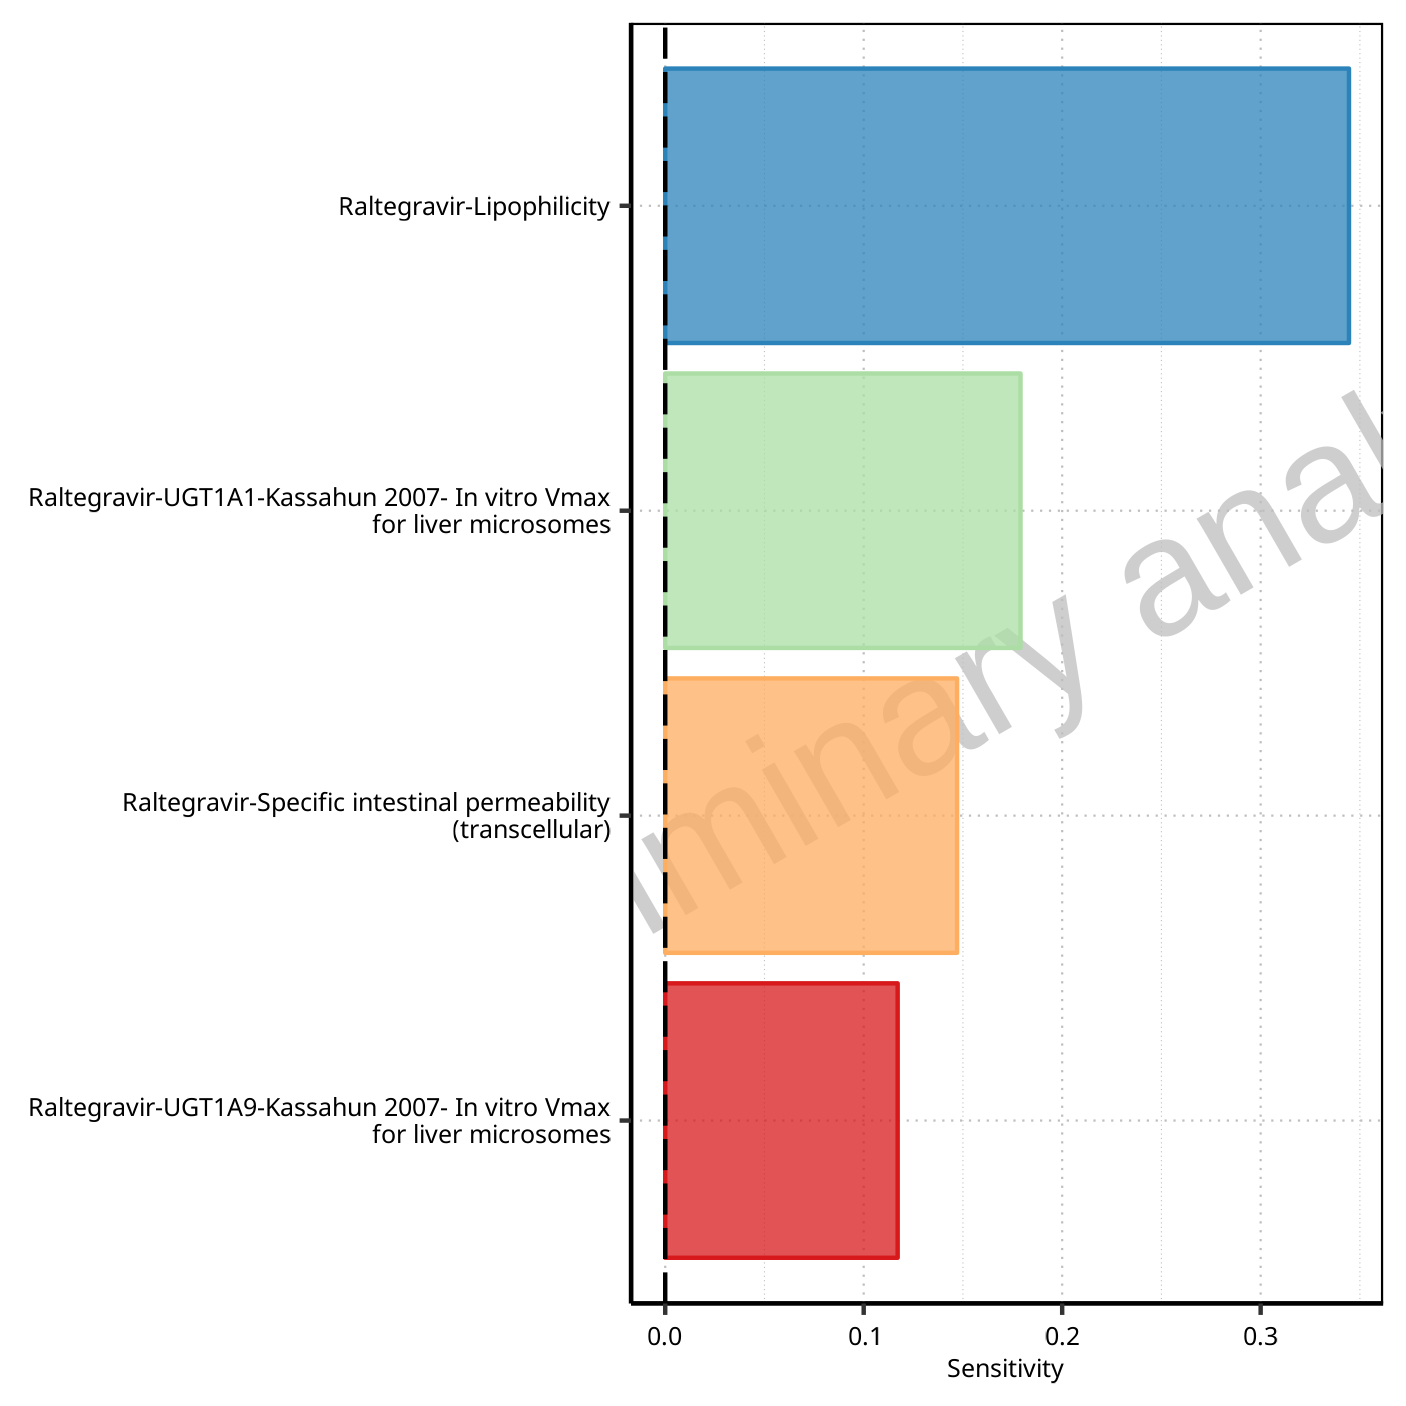 Raltegravir-Lipophilicity
Raltegravir-UGT1A1-Kassahun 2007- In vitro Vmax
for liver microsomes
Raltegravir-Specific intestinal permeability
(transcellular)
Raltegravir-UGT1A9-Kassahun 2007- In vitro Vmax
for liver microsomes
minary anal
0.0 0.1 0.2 0.3
Sensitivity